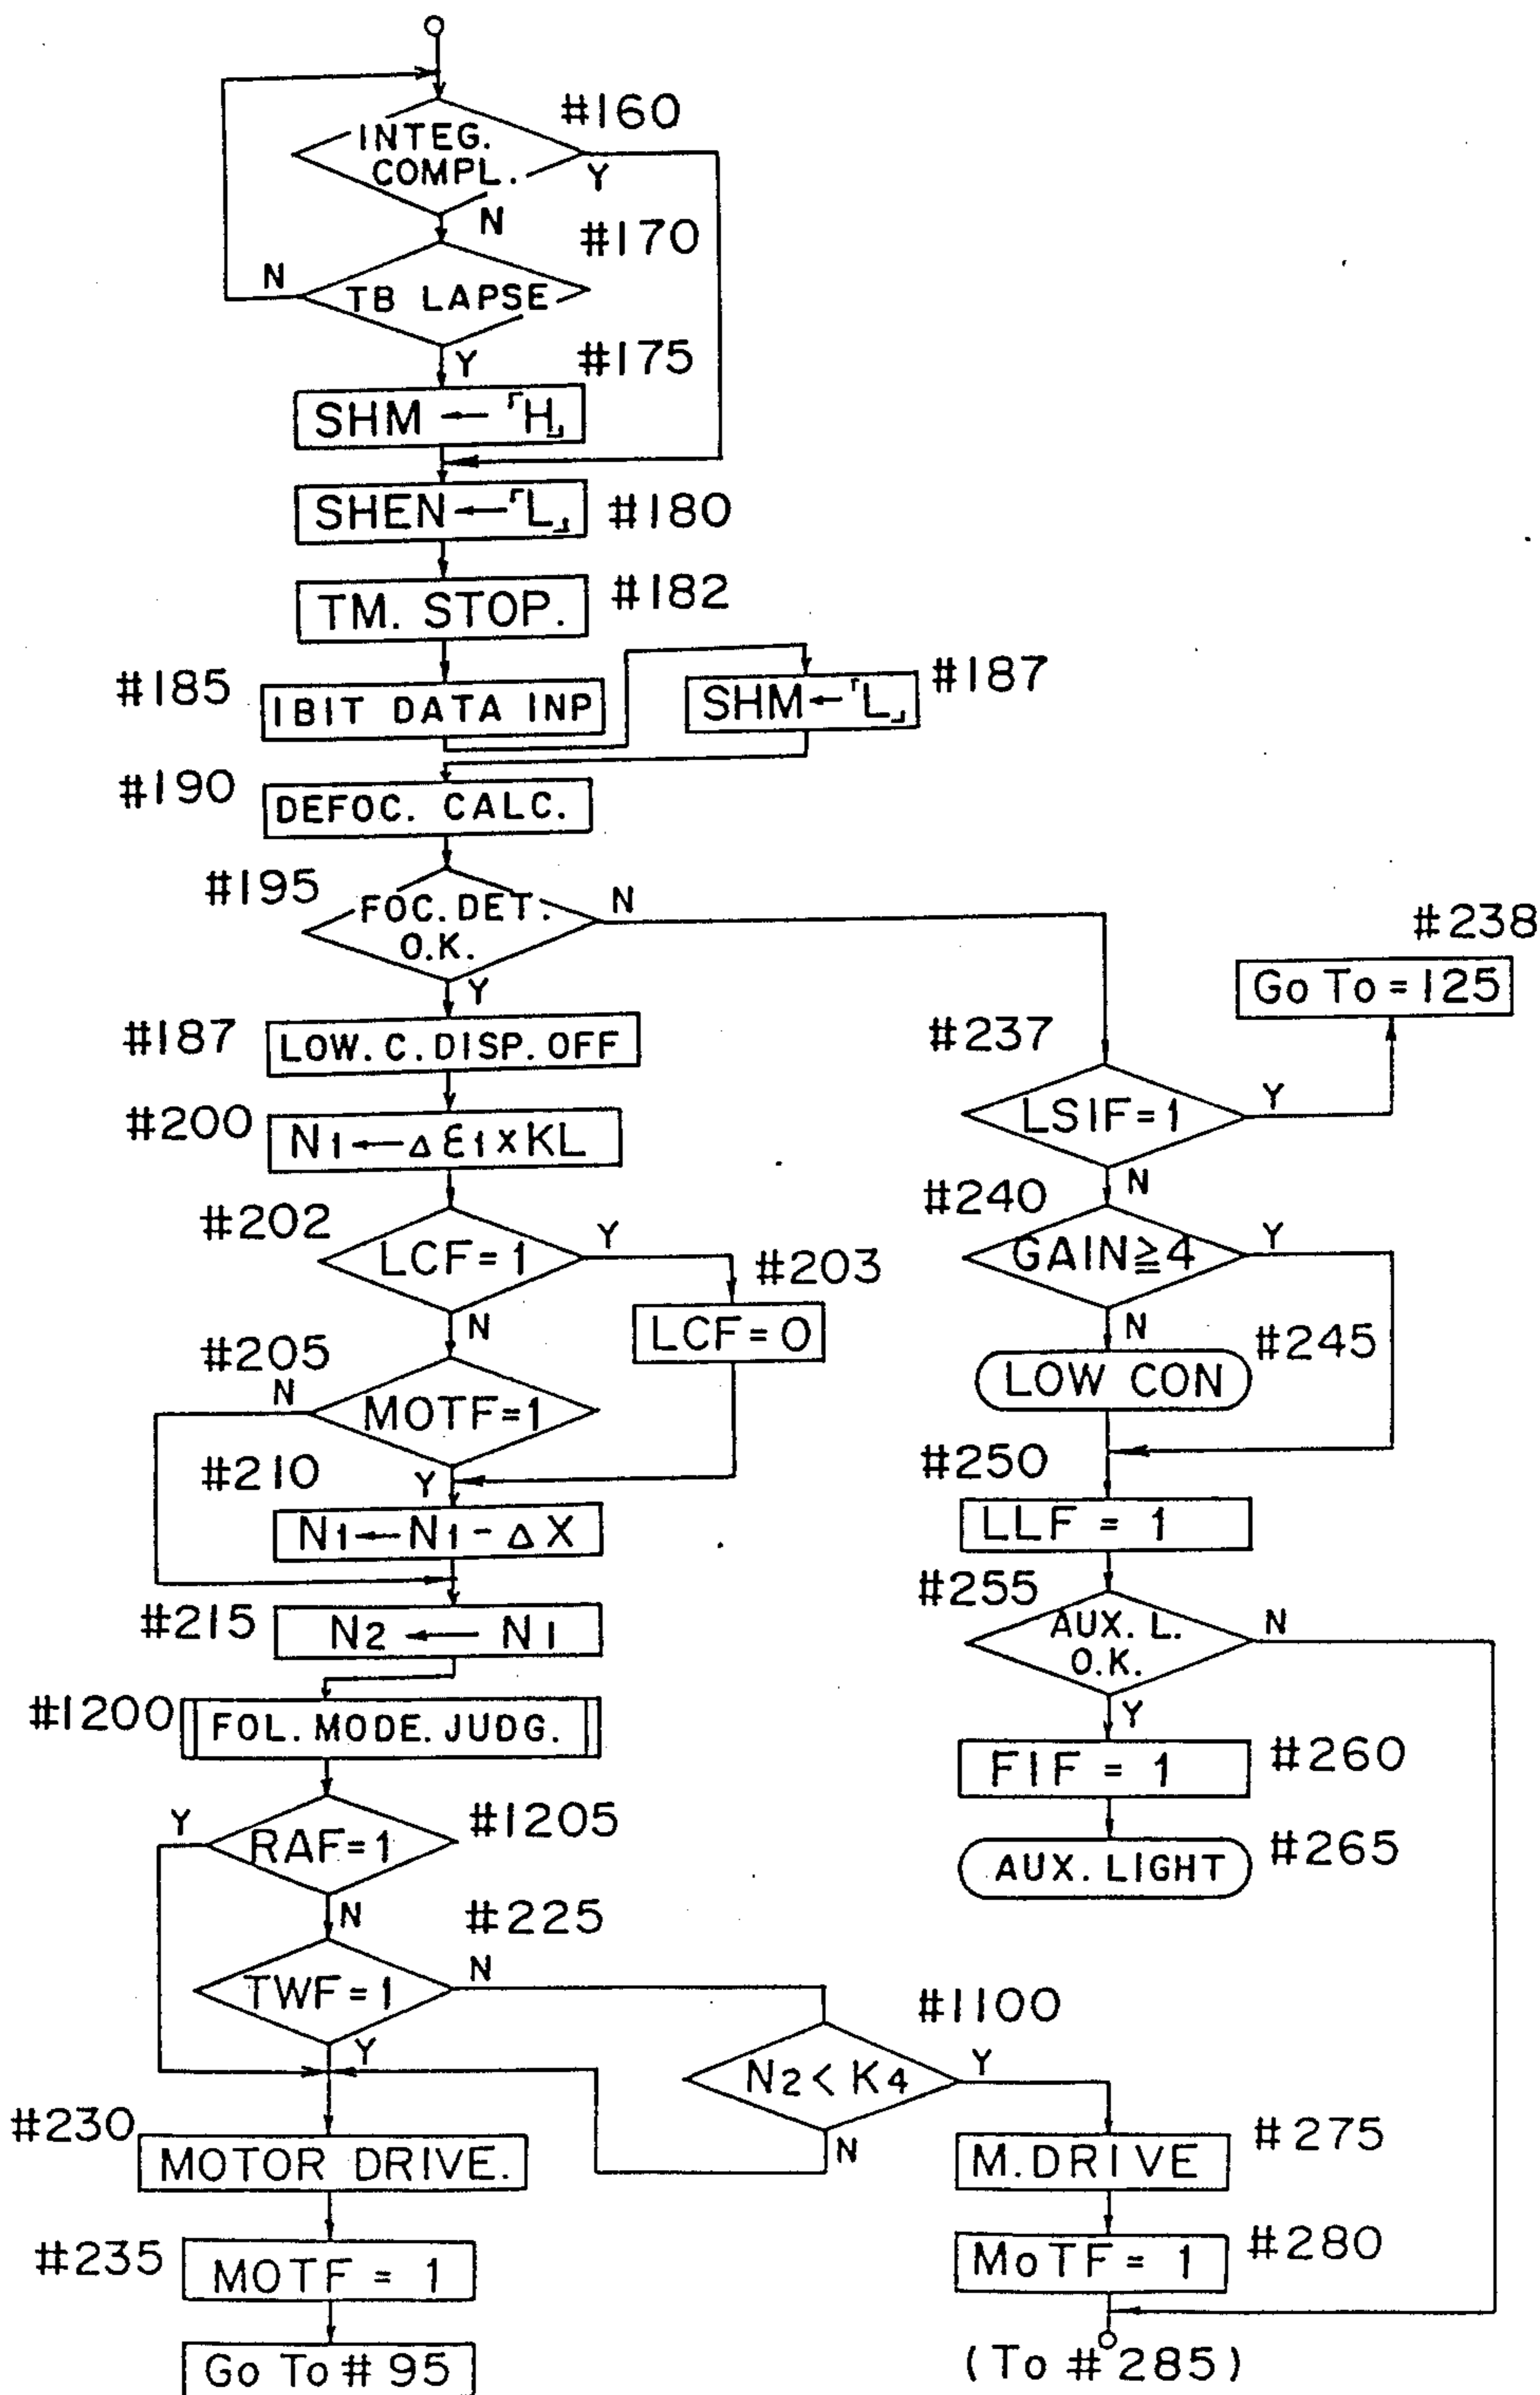 #160
INTEG.
COMPL.
Y
N
#170
N
TB LAPSE
Y
#175
SHM ← 「H」
SHEN ← 「L」
#180
TM. STOP.
#182
#185
IBIT DATA INP
SHM ← 「L」
#187
#190
DEFOC. CALC.
#195
FOC. DET.
O.K.
N
Y
#187
LOW. C. DISP. OFF
#200
N1 ← Δε1 x KL
#202
LCF = 1
Y
#203
LCF = 0
N
#205
N
MOTF = 1
#210
Y
N1 ← N1 - ΔX
#215
N2 ← N1
#1200
FOL. MODE. JUDG.
Y
RAF = 1
#1205
N
#225
TWF = 1
N
Y
#1100
N2 < K4
Y
N
#230
MOTOR DRIVE.
#235
MOTF = 1
Go To # 95
#238
Go To = 125
#237
LSIF = 1
Y
N
#240
GAIN ≧ 4
Y
N
#245
LOW CON
#250
LLF = 1
#255
AUX. L.
O.K.
N
Y
FIF = 1
#260
AUX. LIGHT
#265
M. DRIVE
#275
MoTF = 1
#280
(To # 285)